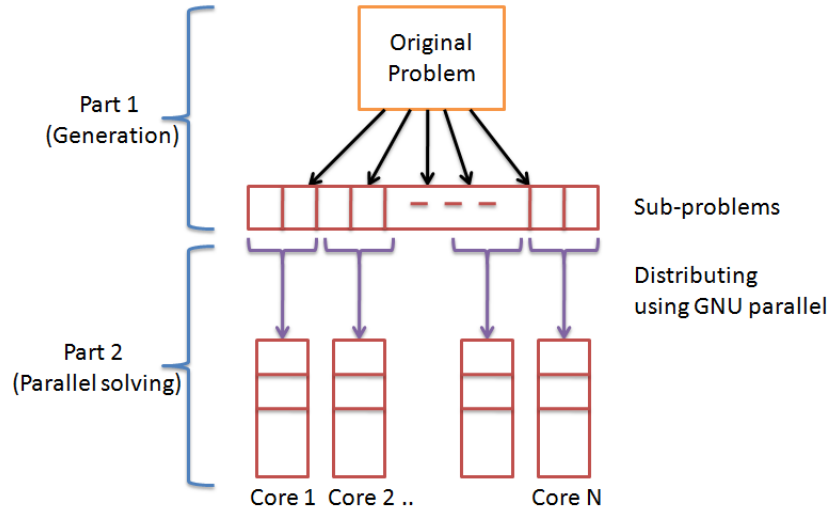 Original
Problem
Part 1
(Generation)
Sub-problems
Distributing
using GNU parallel
Part 2
(Parallel solving)
Core 1
Core 2 ..
Core N